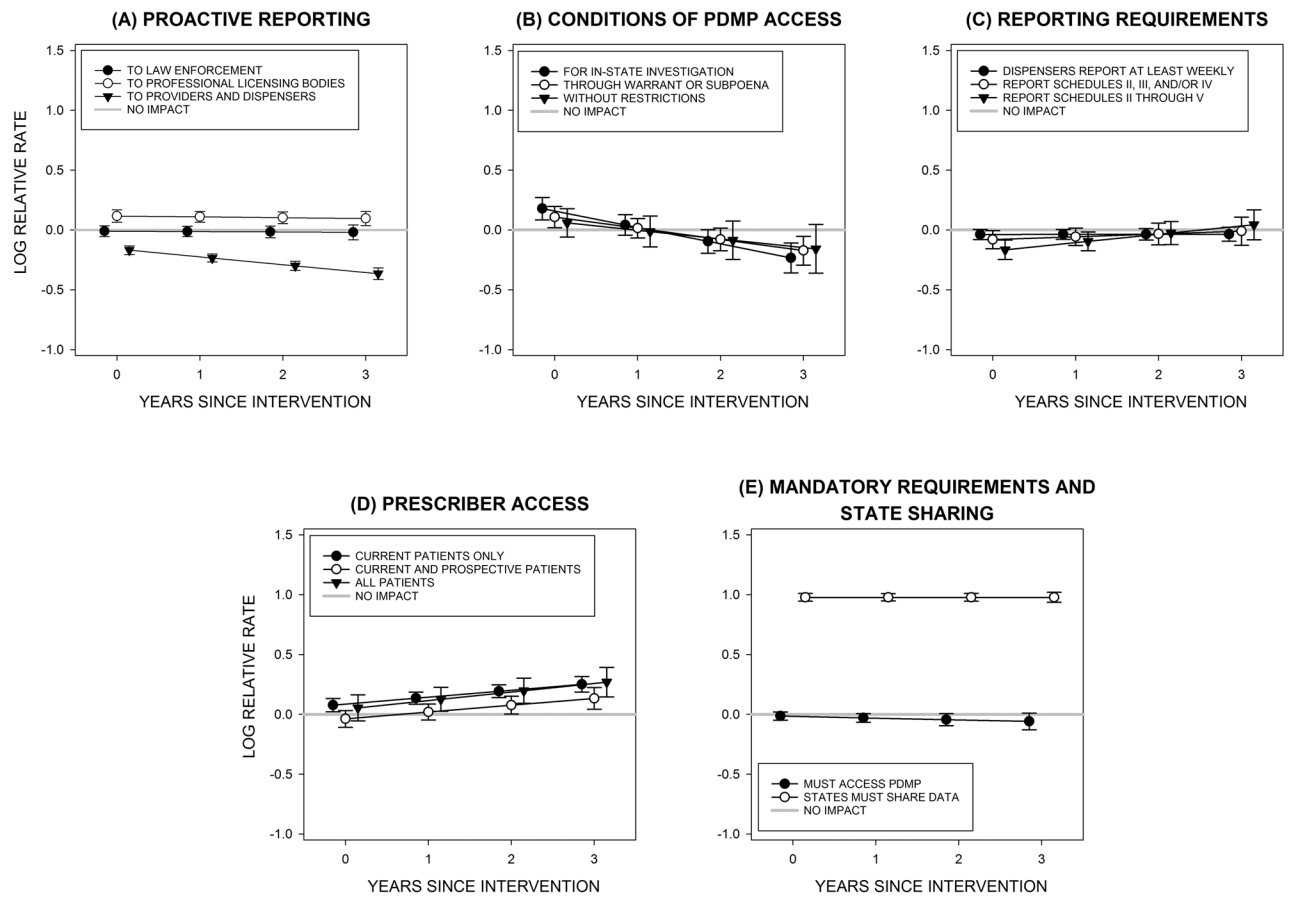 (A) PROACTIVE REPORTING
1.5
1.0
0.5
0.0
-0.5
-1.0
LOG RELATIVE RATE
TO LAW ENFORCEMENT
TO PROFESSIONAL LICENSING BODIES
TO PROVIDERS AND DISPENSERS
NO IMPACT
0 1 2 3
YEARS SINCE INTERVENTION
(B) CONDITIONS OF PDMP ACCESS
1.5
1.0
0.5
0.0
-0.5
-1.0
FOR IN-STATE INVESTIGATION
THROUGH WARRANT OR SUBPOENA
WITHOUT RESTRICTIONS
NO IMPACT
0 1 2 3
YEARS SINCE INTERVENTION
(C) REPORTING REQUIREMENTS
1.5
1.0
0.5
0.0
-0.5
-1.0
DISPENSERS REPORT AT LEAST WEEKLY
REPORT SCHEDULES II, III, AND/OR IV
REPORT SCHEDULES II THROUGH V
NO IMPACT
0 1 2 3
YEARS SINCE INTERVENTION
(D) PRESCRIBER ACCESS
1.5
1.0
0.5
0.0
-0.5
-1.0
LOG RELATIVE RATE
CURRENT PATIENTS ONLY
CURRENT AND PROSPECTIVE PATIENTS
ALL PATIENTS
NO IMPACT
0 1 2 3
YEARS SINCE INTERVENTION
(E) MANDATORY REQUIREMENTS AND
STATE SHARING
1.5
1.0
0.5
0.0
-0.5
-1.0
MUST ACCESS PDMP
STATES MUST SHARE DATA
NO IMPACT
0 1 2 3
YEARS SINCE INTERVENTION